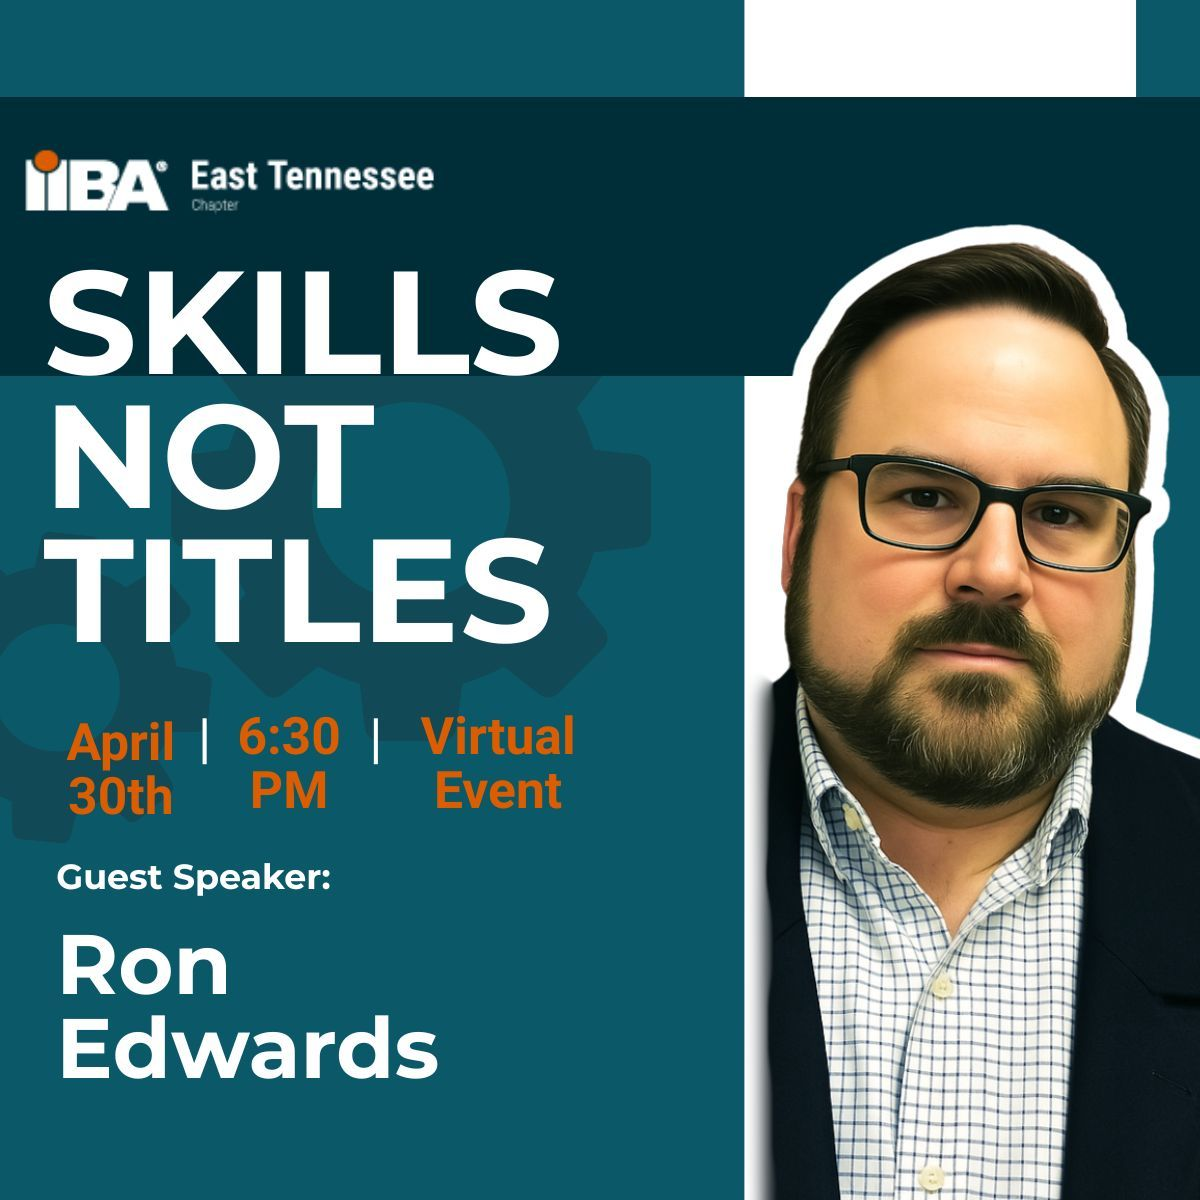 iiBA® East Tennessee
Chapter
SKILLS
NOT
TITLES
April 30th | 6:30 PM | Virtual Event
Guest Speaker:
Ron
Edwards